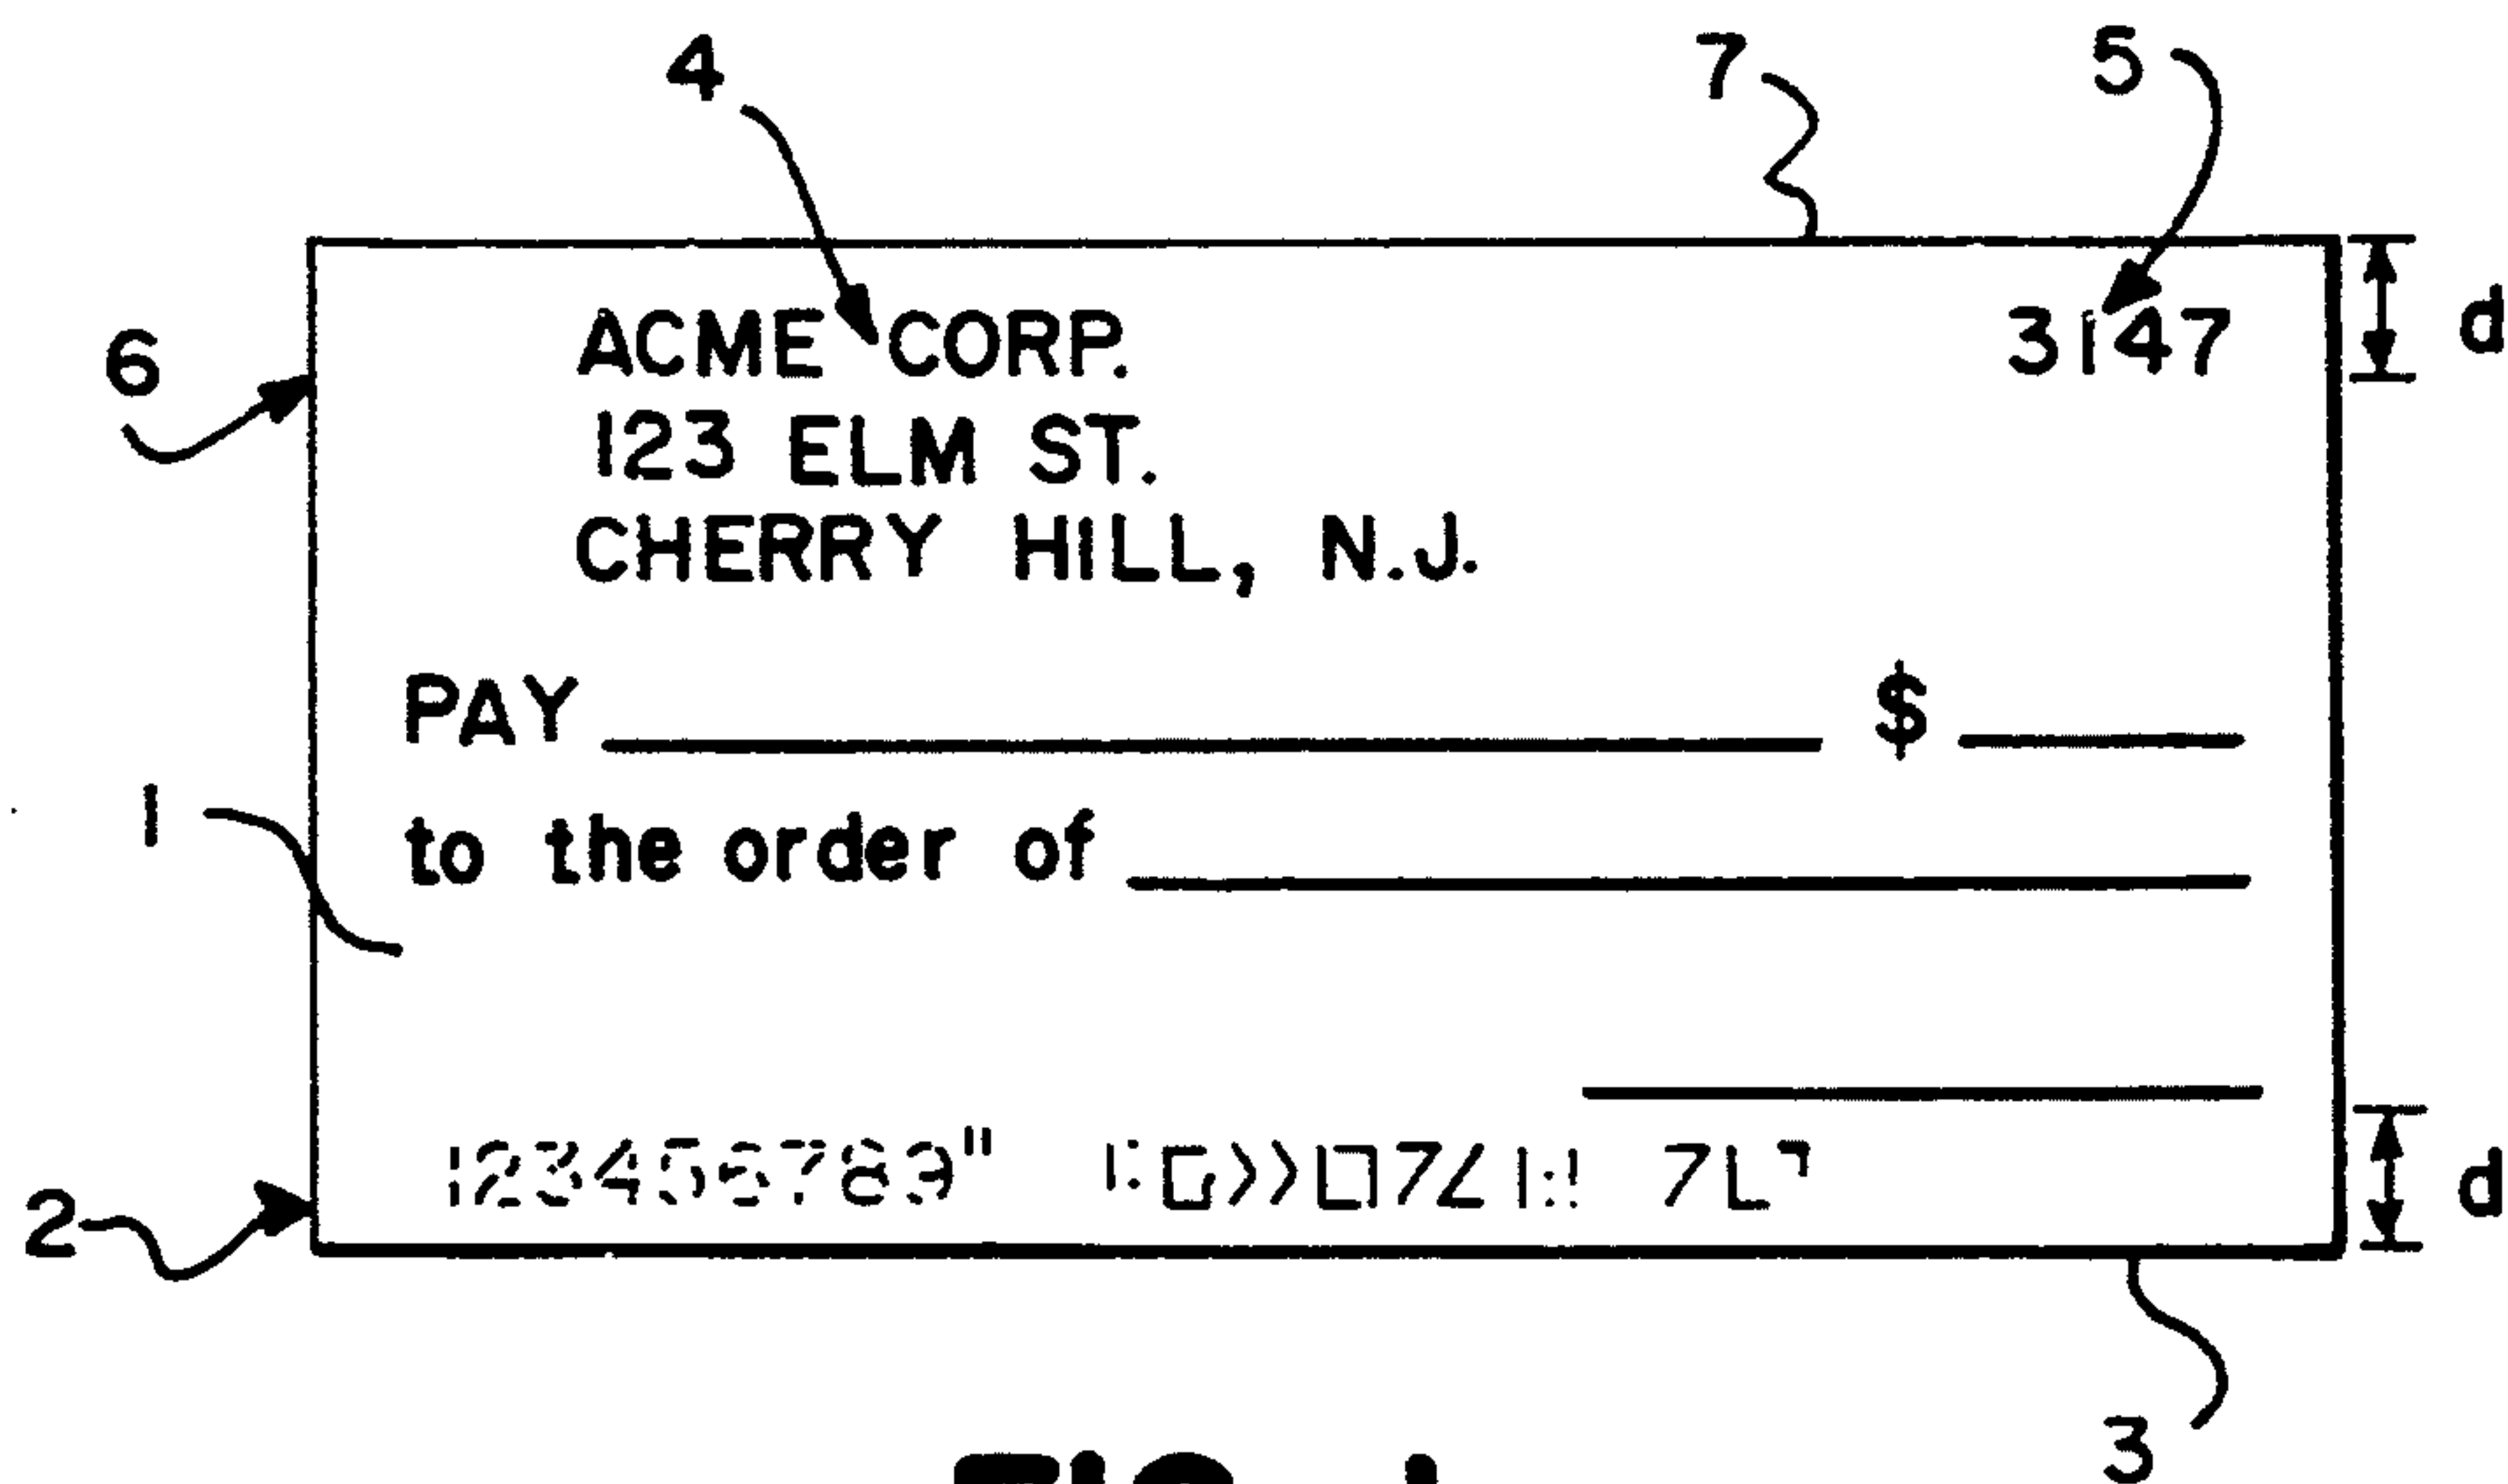 4 7 5
ACME CORP. 3147 d
6
123 ELM ST.
CHERRY HILL, N.J.
PAY $
1
to the order of
123456789"
2 d
3